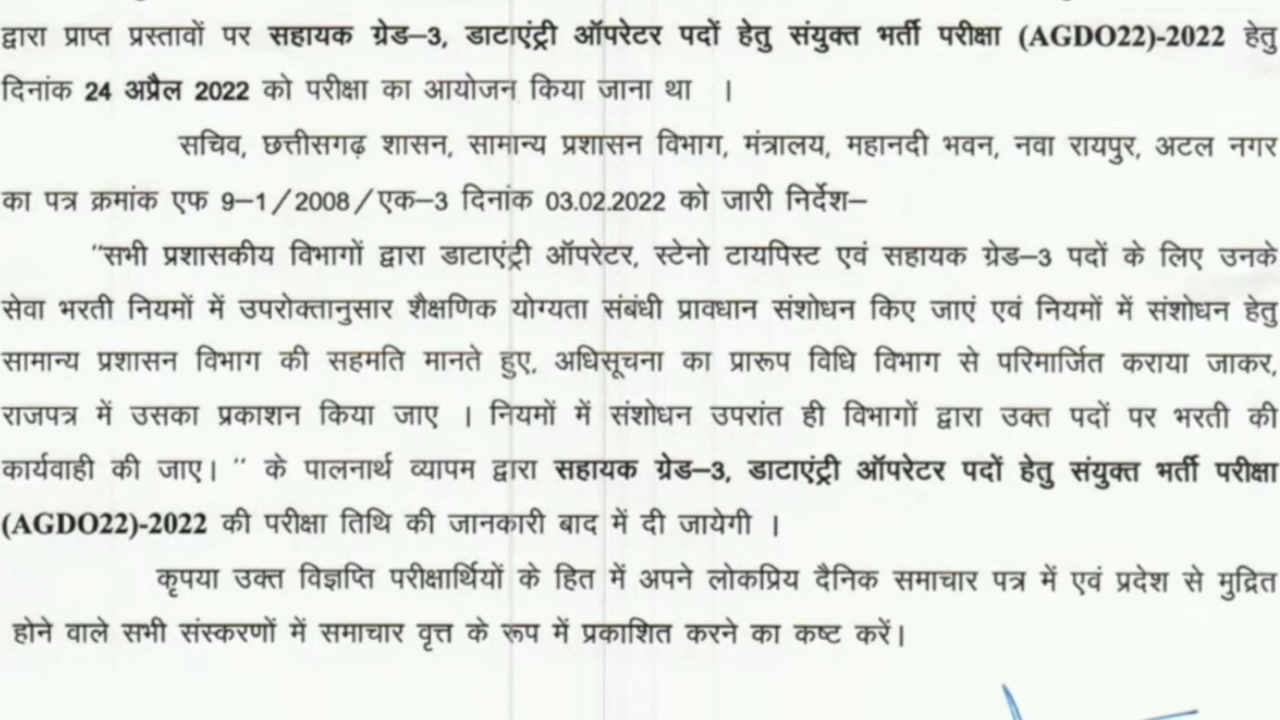 द्वारा प्राप्त प्रस्तावों पर सहायक ग्रेड–3, डाटाएंट्री ऑपरेटर पदों हेतु संयुक्त भर्ती परीक्षा (AGDO22)-2022 हेतु
दिनांक 24 अप्रैल 2022 को परीक्षा का आयोजन किया जाना था ।
सचिव, छत्तीसगढ़ शासन, सामान्य प्रशासन विभाग, मंत्रालय, महानदी भवन, नवा रायपुर, अटल नगर
का पत्र क्रमांक एफ 9–1/2008/एक–3 दिनांक 03.02.2022 को जारी निर्देश–
"सभी प्रशासकीय विभागों द्वारा डाटाएंट्री ऑपरेटर, स्टेनो टायपिस्ट एवं सहायक ग्रेड–3 पदों के लिए उनके
सेवा भरती नियमों में उपरोक्तानुसार शैक्षणिक योग्यता संबंधी प्रावधान संशोधन किए जाएं एवं नियमों में संशोधन हेतु
सामान्य प्रशासन विभाग की सहमति मानते हुए, अधिसूचना का प्रारूप विधि विभाग से परिमार्जित कराया जाकर,
राजपत्र में उसका प्रकाशन किया जाए । नियमों में संशोधन उपरांत ही विभागों द्वारा उक्त पदों पर भरती की
कार्यवाही की जाए। " के पालनार्थ व्यापम द्वारा सहायक ग्रेड–3, डाटाएंट्री ऑपरेटर पदों हेतु संयुक्त भर्ती परीक्षा
(AGDO22)-2022 की परीक्षा तिथि की जानकारी बाद में दी जायेगी ।
कृपया उक्त विज्ञप्ति परीक्षार्थियों के हित में अपने लोकप्रिय दैनिक समाचार पत्र में एवं प्रदेश से मुद्रित
होने वाले सभी संस्करणों में समाचार वृत्त के रूप में प्रकाशित करने का कष्ट करें।